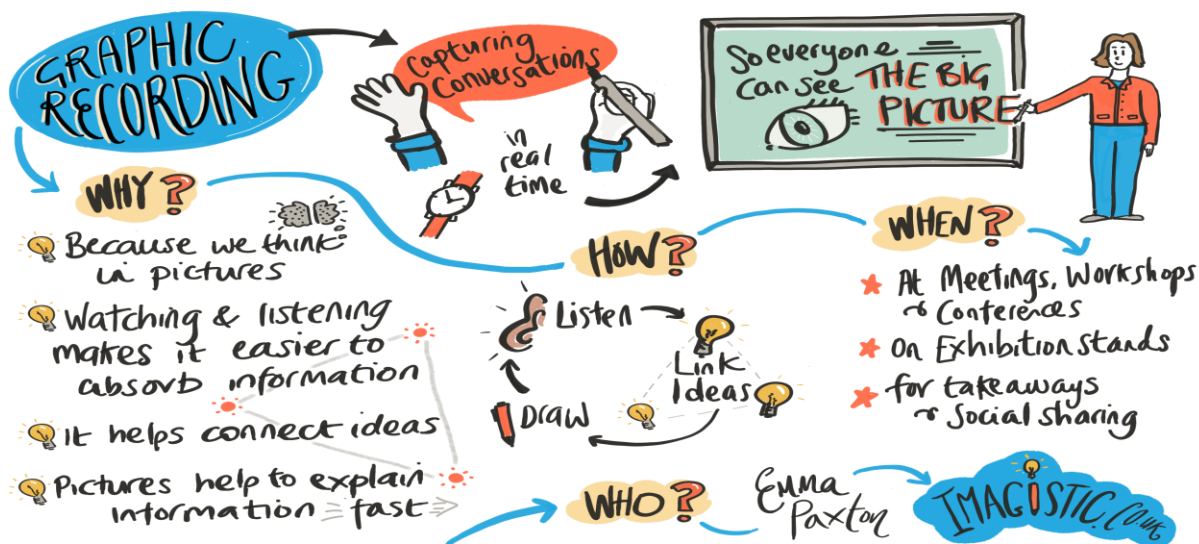 GRAPHIC
RECORDING
Capturing
Conversations
in
real
time
So everyone
can see
THE BIG
PICTURE
WHY?
Because we think
in pictures
Watching & listening
makes it easier to
absorb information
It helps connect ideas
Pictures help to explain
information fast
HOW?
Listen
Link
Ideas
Draw
WHEN?
At Meetings, Workshops
& Conferences
On Exhibition Stands
for takeaways
& Social sharing
WHO?
Emma
Paxton
IMAGISTIC.CO.UK